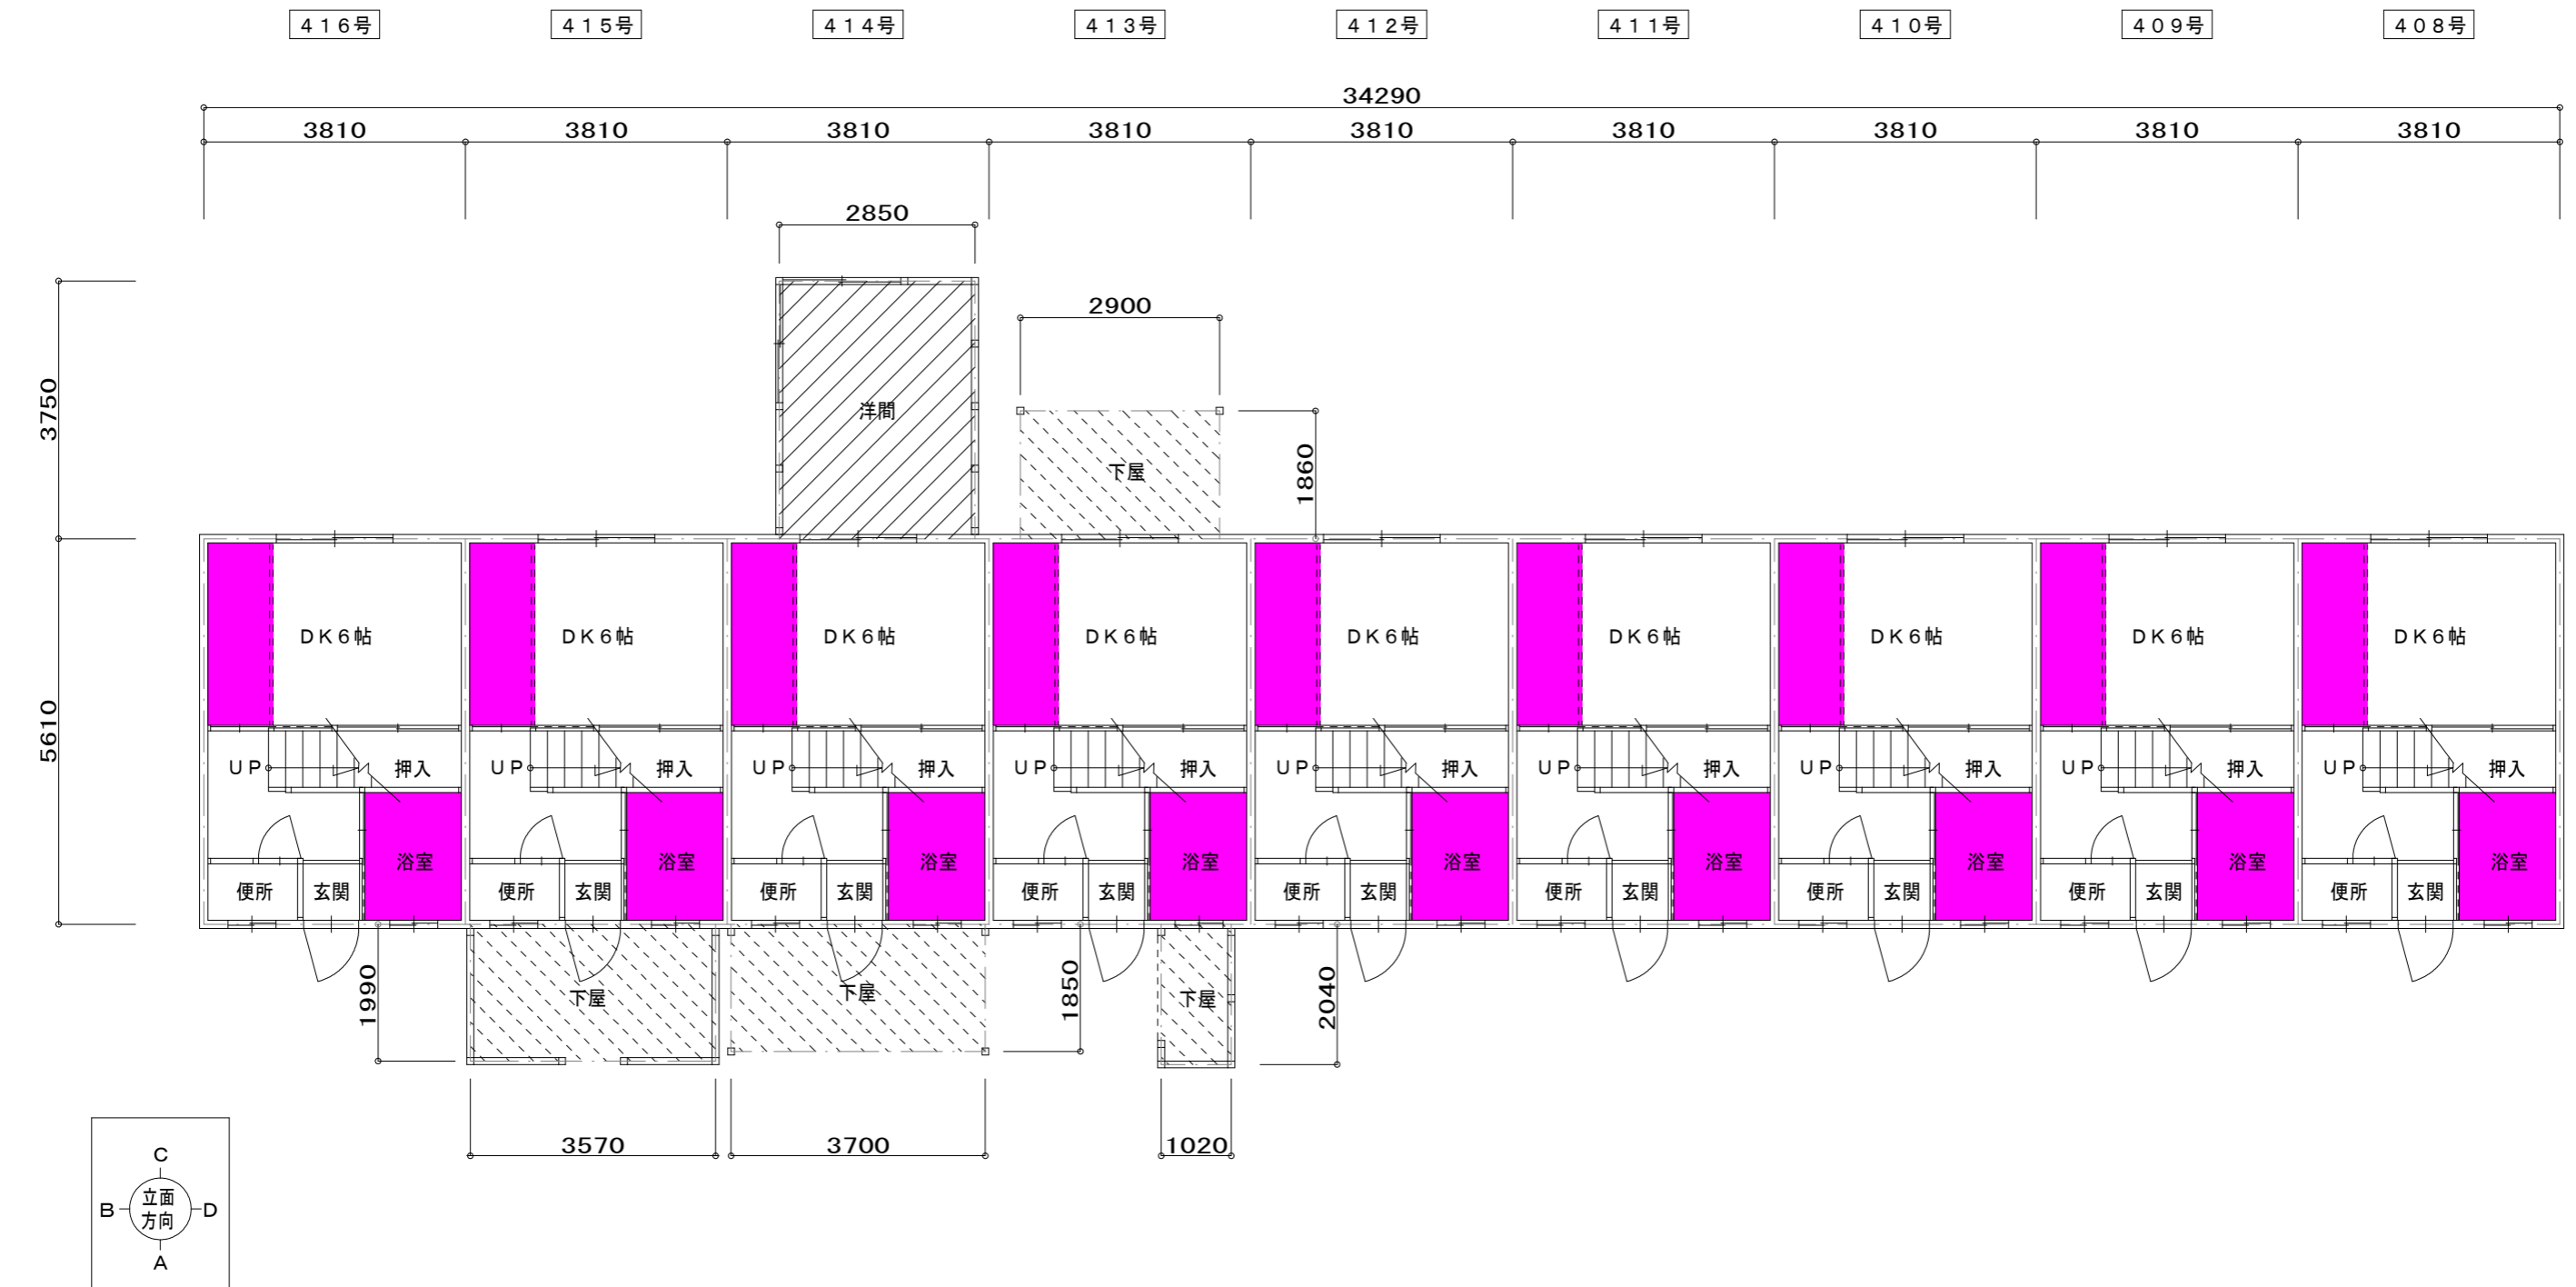 ４１６号 ４１５号 ４１４号 ４１３号 ４１２号 ４１１号 ４１０号 ４０９号 ４０８号
34290
3810 3810 3810 3810 3810 3810 3810 3810 3810
2850
2900
3750
洋間
下屋
1860
ＤＫ６帖 ＤＫ６帖 ＤＫ６帖 ＤＫ６帖 ＤＫ６帖 ＤＫ６帖 ＤＫ６帖 ＤＫ６帖 ＤＫ６帖
5610
ＵＰ 押入 ＵＰ 押入 ＵＰ 押入 ＵＰ 押入 ＵＰ 押入 ＵＰ 押入 ＵＰ 押入 ＵＰ 押入 ＵＰ 押入
浴室 浴室 浴室 浴室 浴室 浴室 浴室 浴室 浴室
便所 玄関 便所 玄関 便所 玄関 便所 玄関 便所 玄関 便所 玄関 便所 玄関 便所 玄関 便所 玄関
1990 下屋 下屋 1850 下屋 2040
3570 3700 1020
C
B 立面 D
方向
A